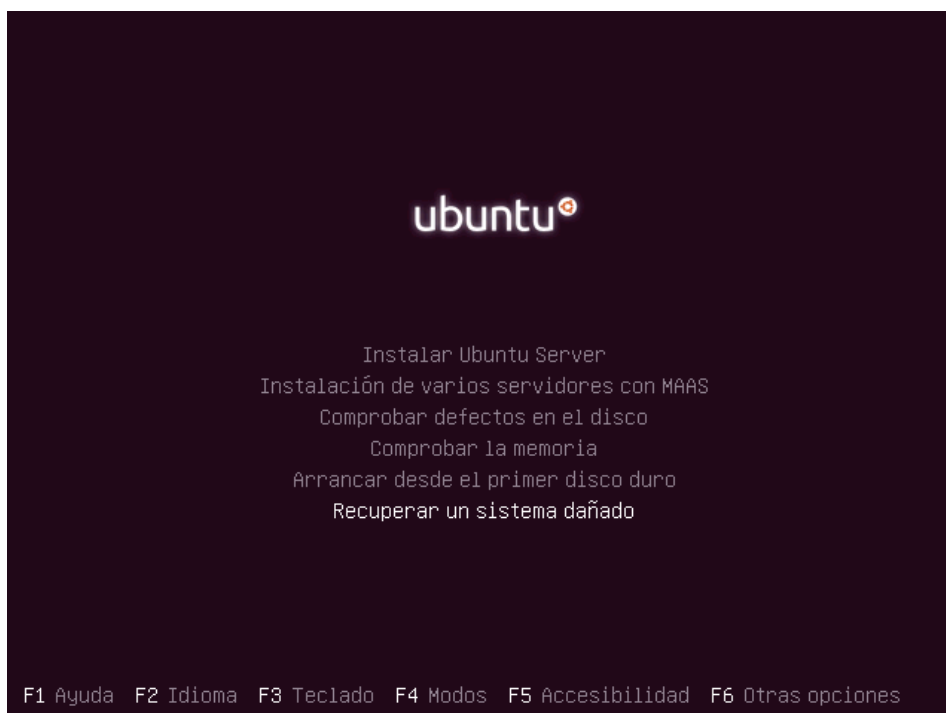 ubuntu
Instalar Ubuntu Server
Instalación de varios servidores con MAAS
Comprobar defectos en el disco
Comprobar la memoria
Arrancar desde el primer disco duro
Recuperar un sistema dañado
F1 Ayuda F2 Idioma F3 Teclado F4 Modos F5 Accesibilidad F6 Otras opciones